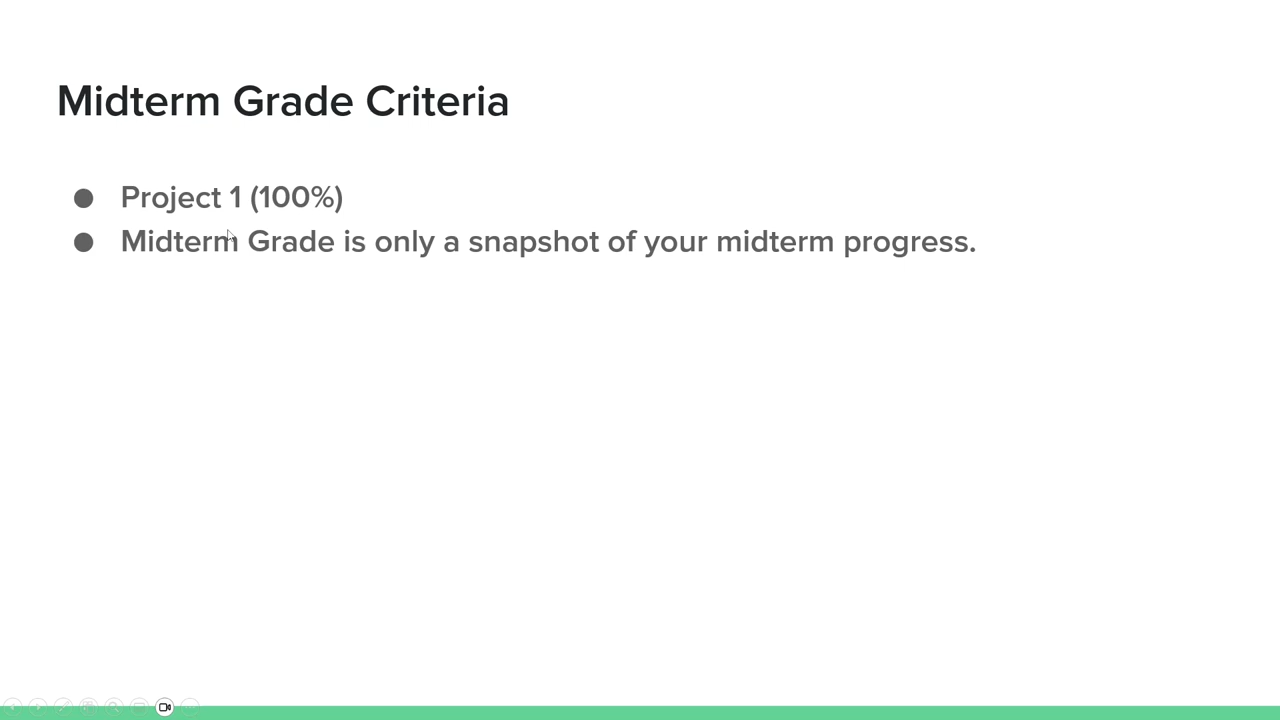 Midterm Grade Criteria
● Project 1 (100%)
● Midterm Grade is only a snapshot of your midterm progress.